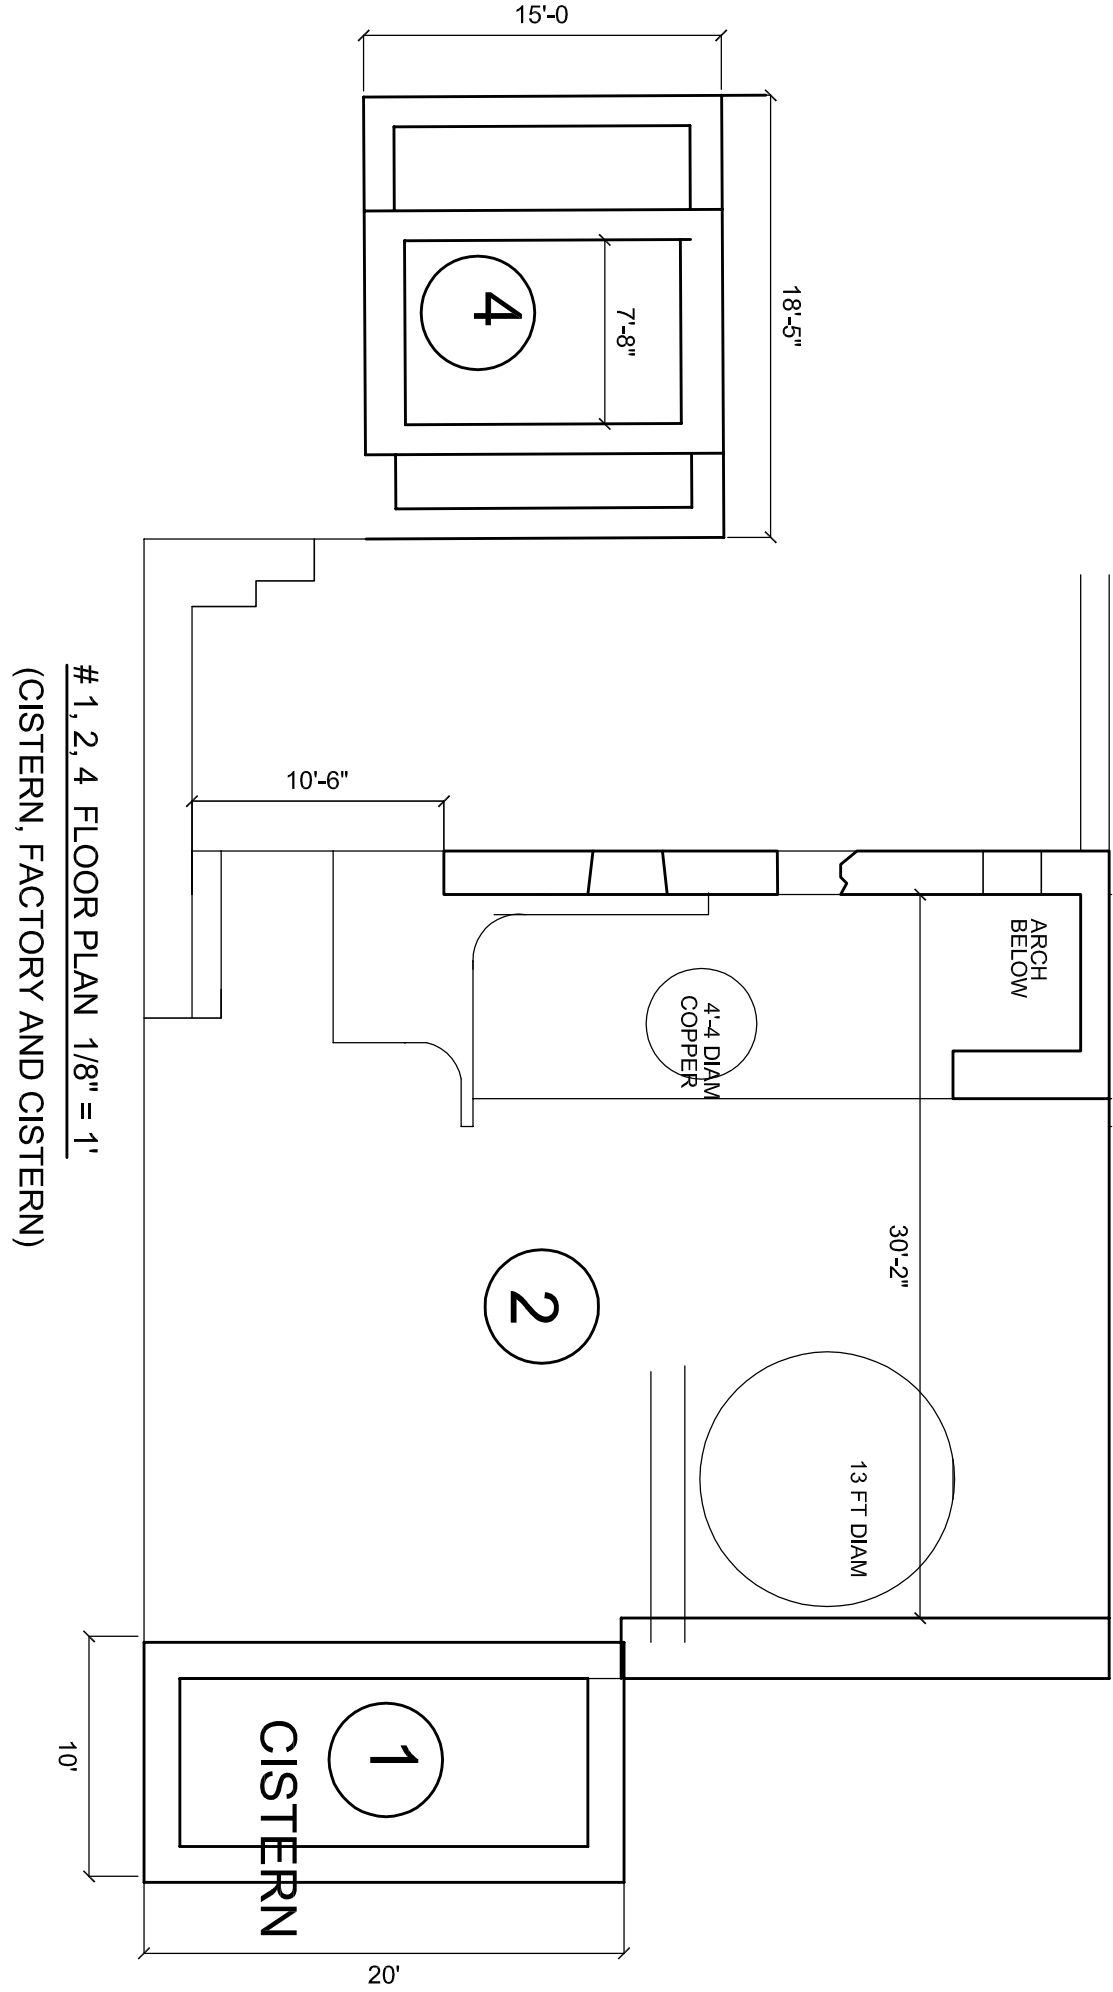 15'-0
18'-5"
4
7'-8"
10'-6"
ARCH
BELOW
4'-4 DIAM
COPPER
30'-2"
2
13 FT DIAM
1
CISTERN
10'
20'
# 1, 2, 4 FLOOR PLAN 1/8" = 1'
(CISTERN, FACTORY AND CISTERN)